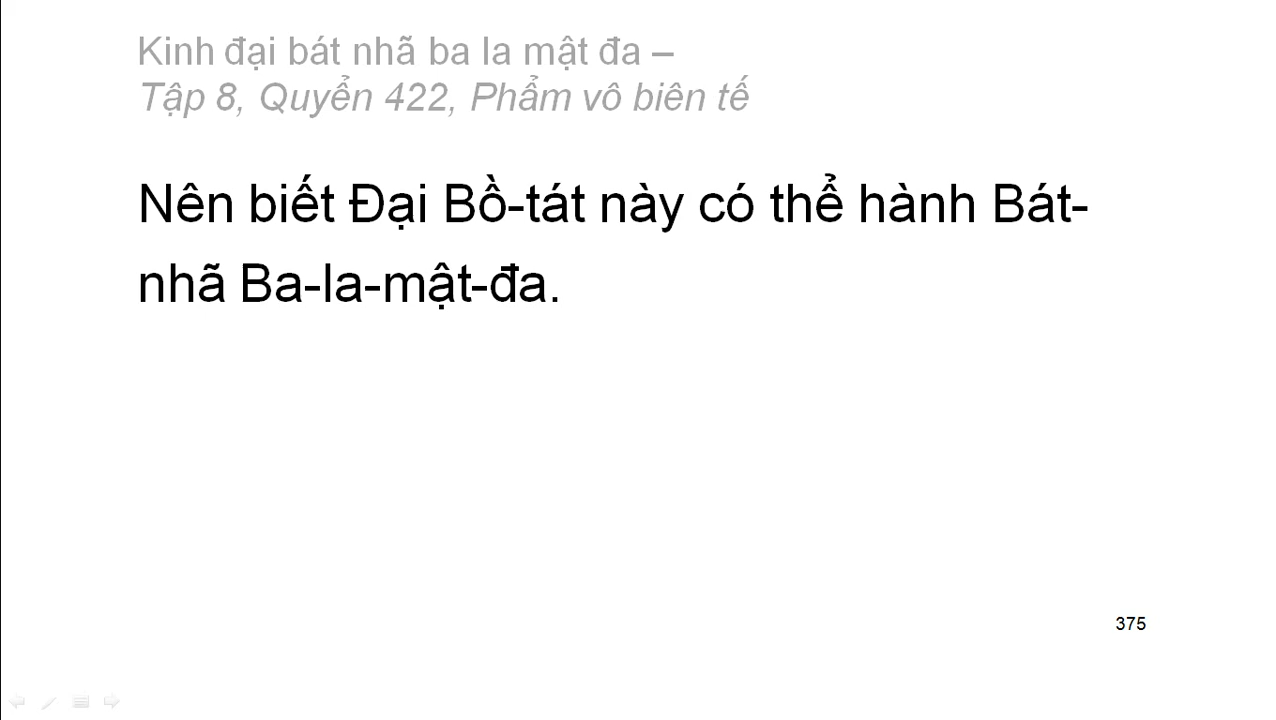 Kinh đại bát nhã ba la mật đa –
Tập 8, Quyển 422, Phẩm vô biên tế
Nên biết Đại Bồ-tát này có thể hành Bát-
nhã Ba-la-mật-đa.
375